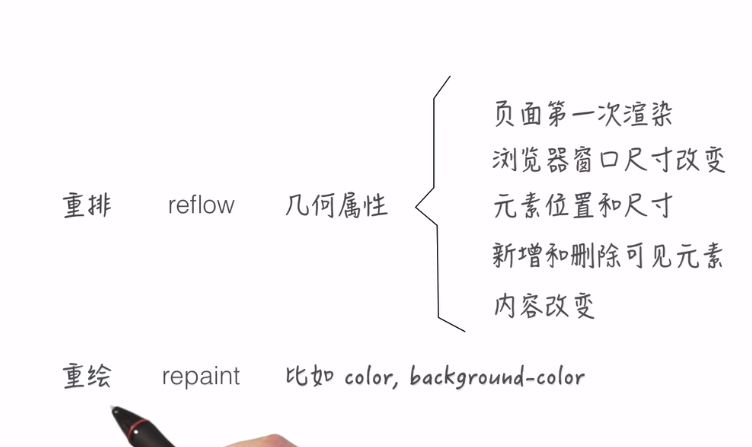 页面第一次渲染
浏览器窗口尺寸改变
重排 reflow 几何属性 元素位置和尺寸
新增和删除可见元素
内容改变
重绘 repaint 比如 color, background-color